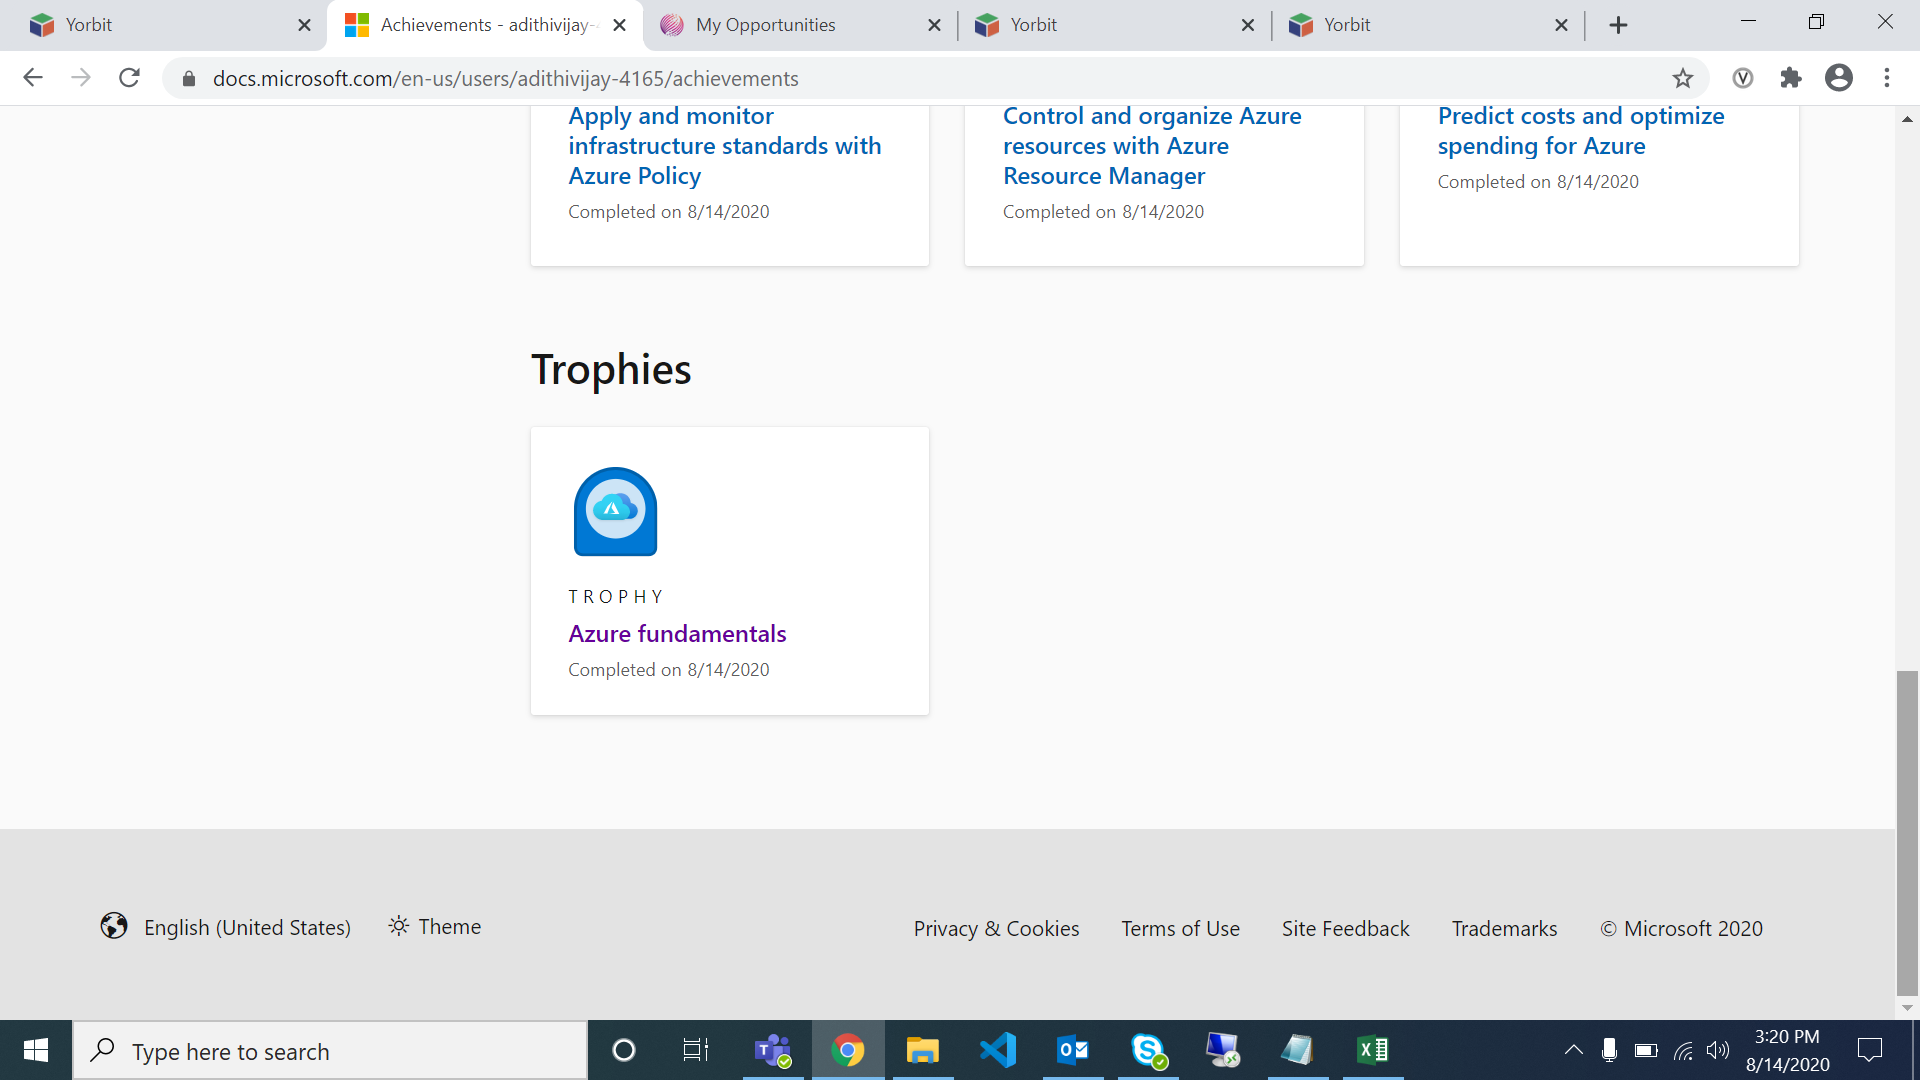 Yorbit
Achievements - adithivijay-
My Opportunities
Yorbit
Yorbit
docs.microsoft.com/en-us/users/adithivijay-4165/achievements
Apply and monitor
infrastructure standards with
Azure Policy
Completed on 8/14/2020
Control and organize Azure
resources with Azure
Resource Manager
Completed on 8/14/2020
Predict costs and optimize
spending for Azure
Completed on 8/14/2020
Trophies
TROPHY
Azure fundamentals
Completed on 8/14/2020
English (United States)
Theme
Privacy & Cookies
Terms of Use
Site Feedback
Trademarks
© Microsoft 2020
Type here to search
3:20 PM
8/14/2020